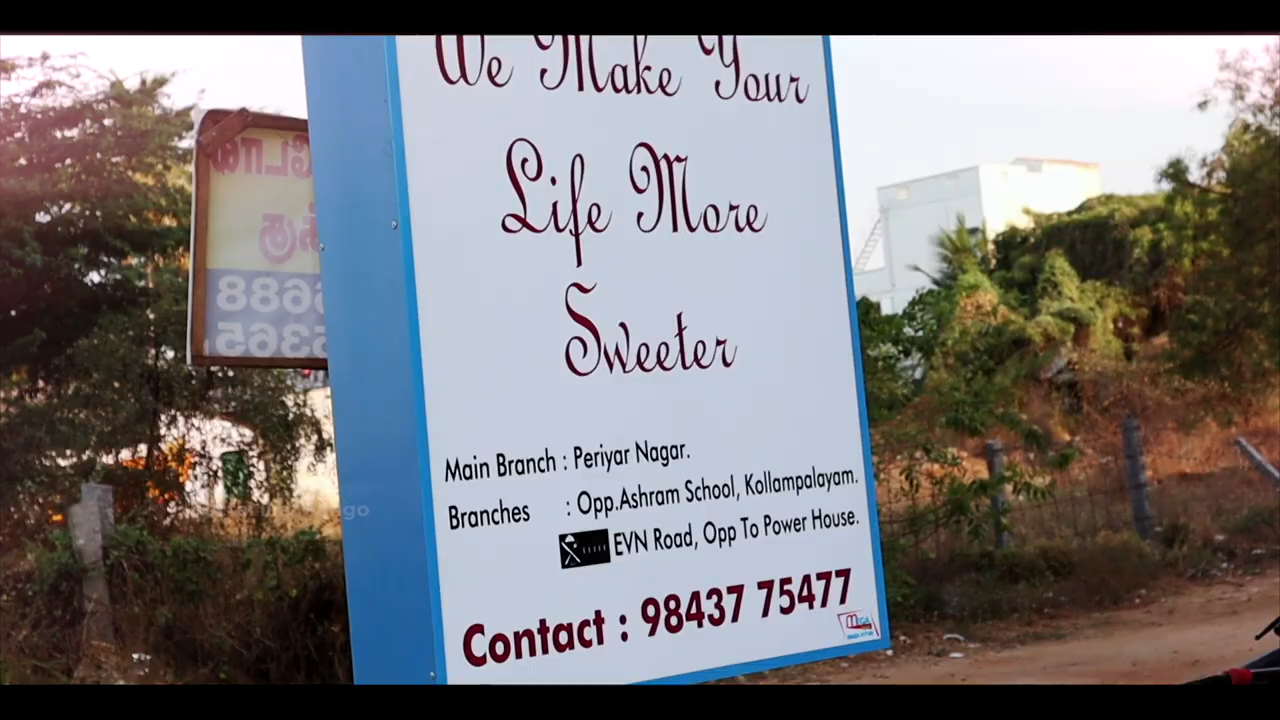 We Make Your
Life More
Sweeter
Main Branch : Periyar Nagar.
Branches : Opp.Ashram School, Kollampalayam.
EVN Road, Opp To Power House.
Contact : 98437 75477